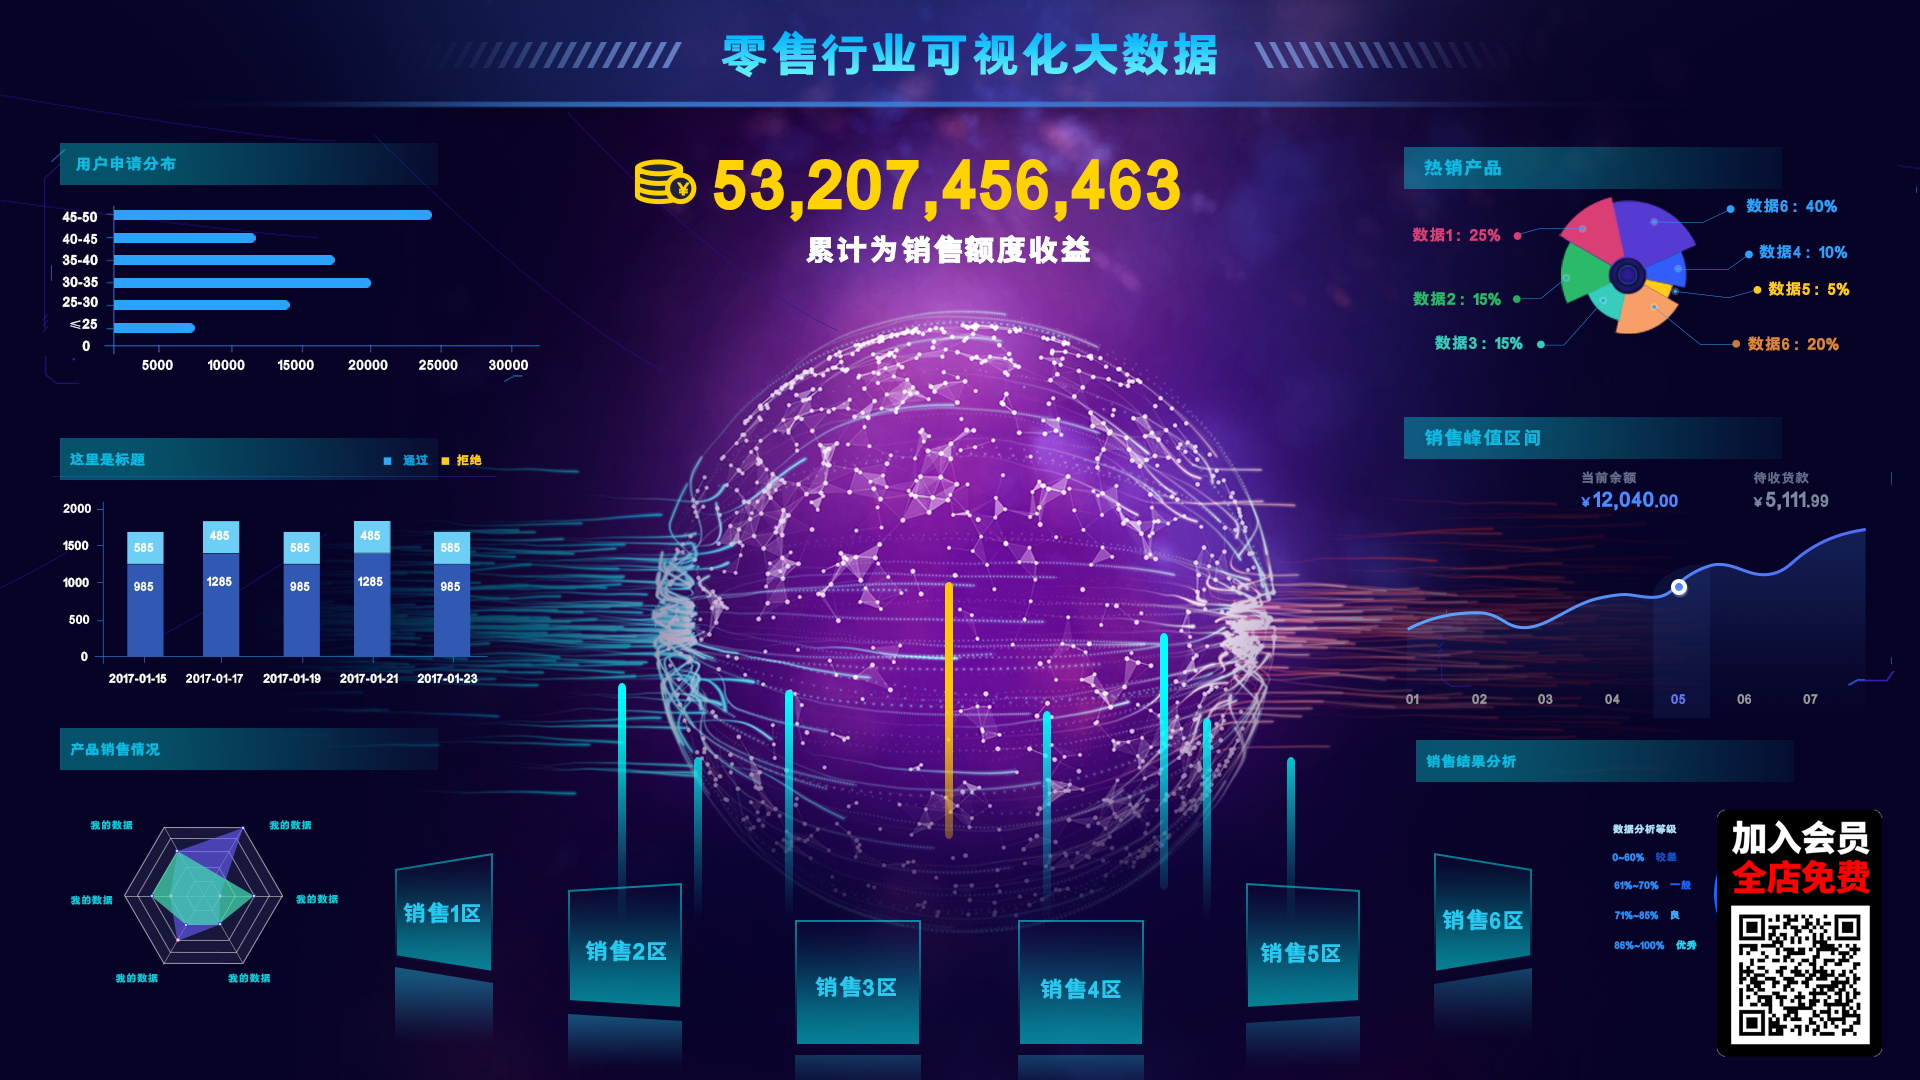 零售行业可视化大数据
53,207,456,463
累计为销售额度收益
用户申请分布
45-50
40-45
35-40
30-35
25-30
≤25
0
5000 10000 15000 20000 25000 30000
这里是标题
通过 拒绝
2000
1500
1000
500
0
585 485 585 485 585
985 1285 985 1285 985
2017-01-15 2017-01-17 2017-01-19 2017-01-21 2017-01-23
产品销售情况
我的数据 我的数据
我的数据 我的数据
我的数据 我的数据
热销产品
数据6：40%
数据1：25%
数据4：10%
数据5：5%
数据2：15%
数据3：15%
数据6：20%
销售峰值区间
当前余额 待收货款
¥12,040.00 ¥5,111.99
01 02 03 04 05 06 07
销售结果分析
数据分析等级
0~60% 较差
61%~70% 一般
71%~85% 良
86%~100% 优秀
加入会员
全店免费
销售1区
销售2区
销售3区
销售4区
销售5区
销售6区